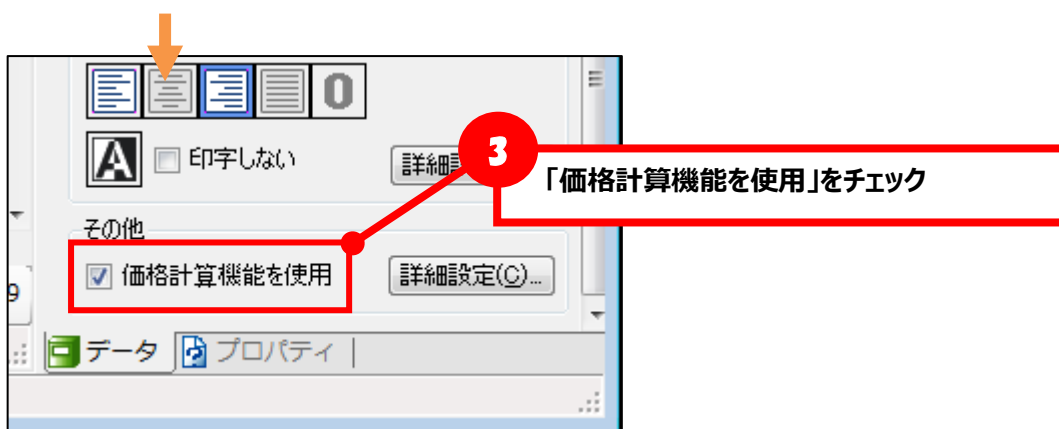 0
A 印字しない
詳細
3
「価格計算機能を使用」をチェック
その他
価格計算機能を使用
詳細設定(C)...
9
データ
プロパティ